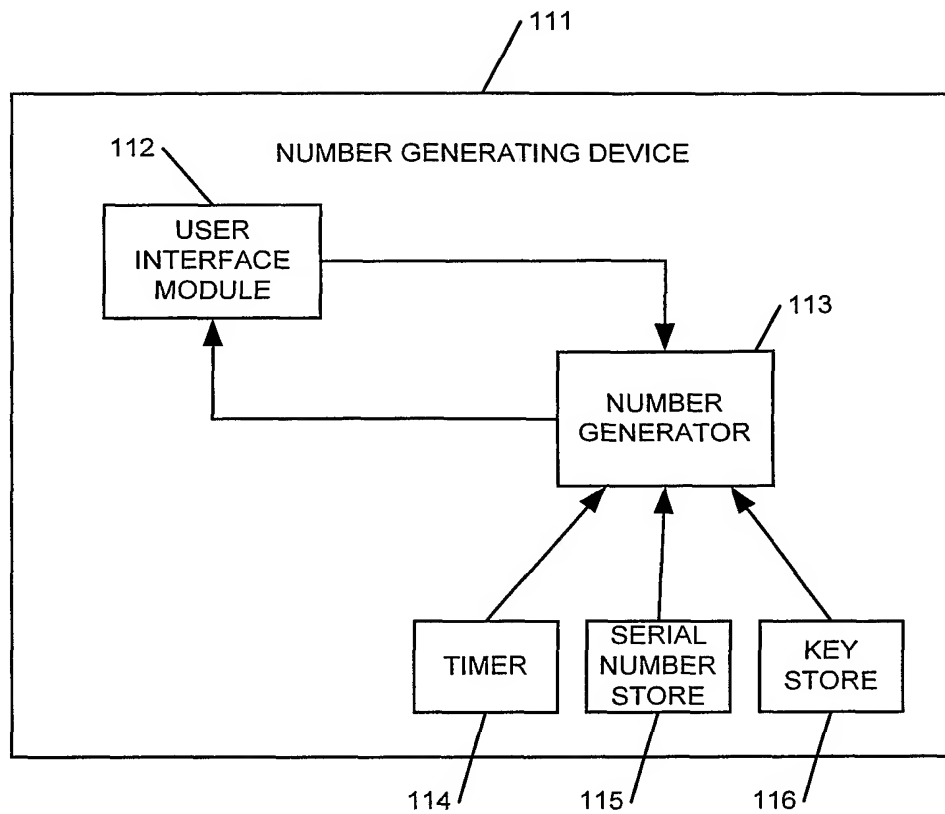 111
NUMBER GENERATING DEVICE
112
USER
INTERFACE
MODULE
113
NUMBER
GENERATOR
TIMER
SERIAL
NUMBER
STORE
KEY
STORE
114
115
116